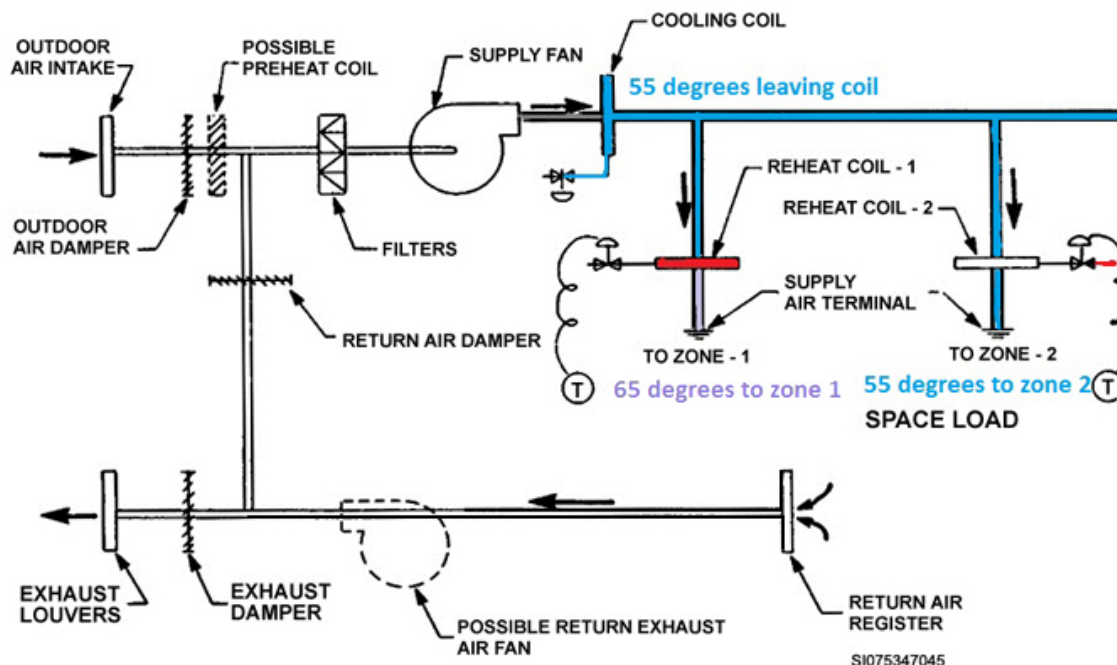 OUTDOOR
AIR INTAKE
POSSIBLE
PREHEAT COIL
SUPPLY FAN
COOLING COIL
55 degrees leaving coil
OUTDOOR
AIR DAMPER
FILTERS
REHEAT COIL - 1
REHEAT COIL - 2
SUPPLY
AIR TERMINAL
RETURN AIR DAMPER
TO ZONE - 1
TO ZONE - 2
T
65 degrees to zone 1
55 degrees to zone 2
T
SPACE LOAD
EXHAUST
LOUVERS
EXHAUST
DAMPER
POSSIBLE RETURN EXHAUST
AIR FAN
RETURN AIR
REGISTER
SI075347045